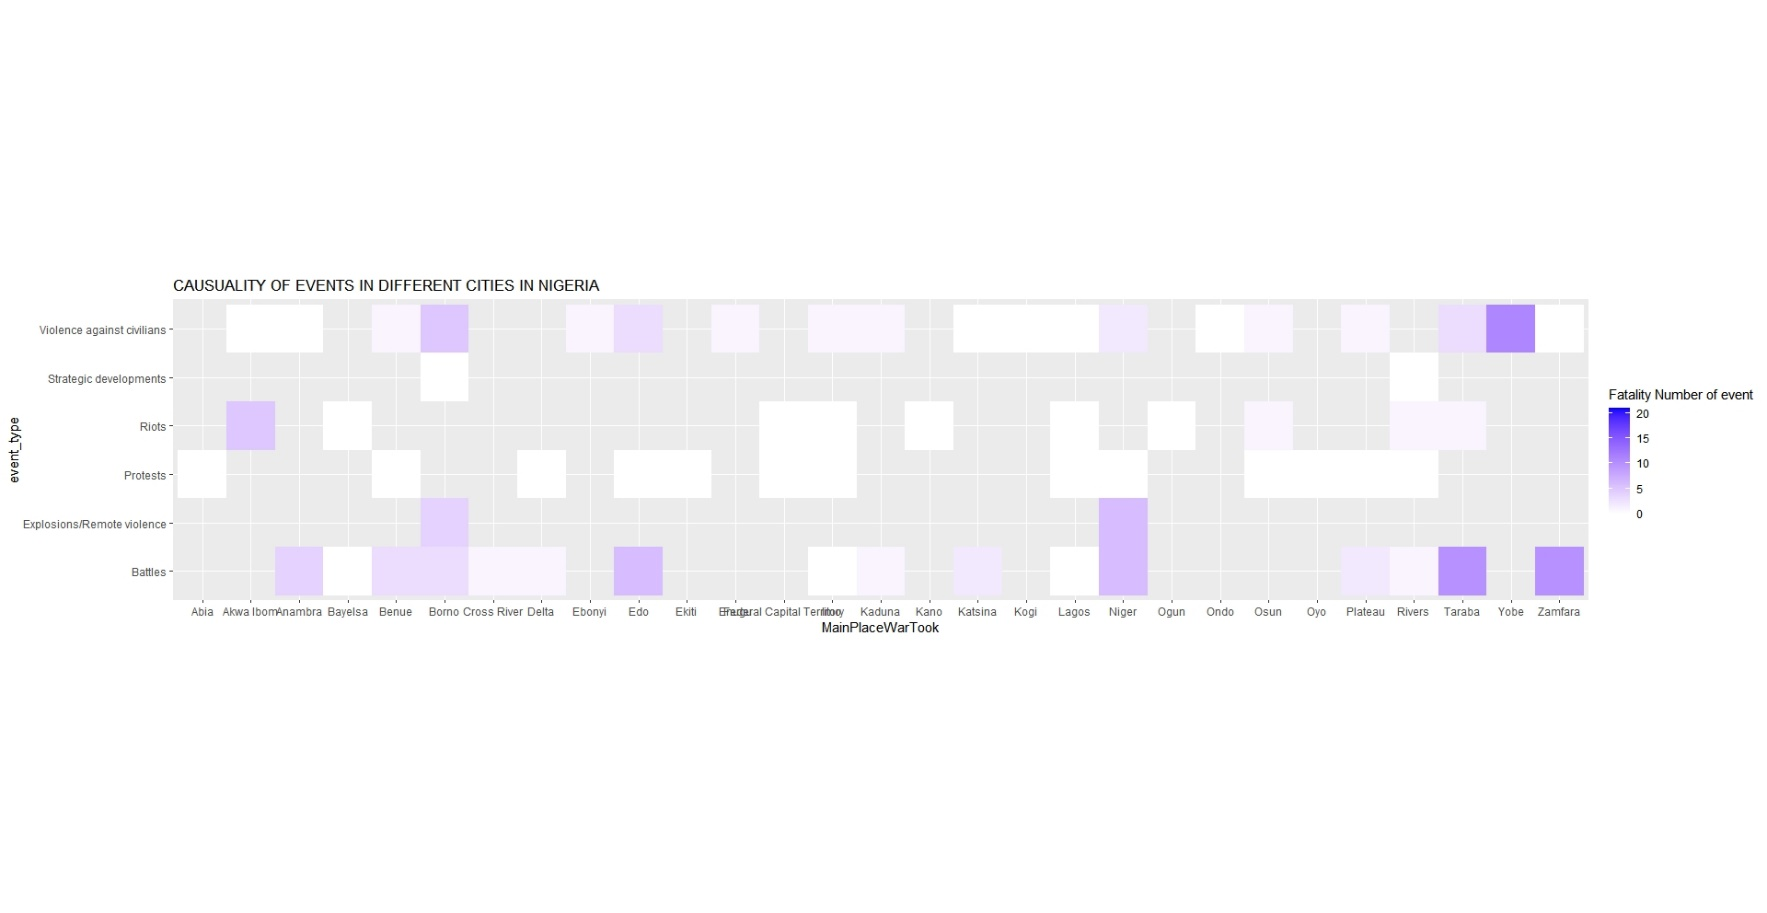 CAUSUALITY OF EVENTS IN DIFFERENT CITIES IN NIGERIA
event_type
Violence against civilians
Strategic developments
Riots
Protests
Explosions/Remote violence
Battles
Abia Akwa Ibom Anambra Bayelsa Benue Borno Cross River Delta Ebonyi Edo Ekiti Federal Capital Territory Kaduna Kano Katsina Kogi Lagos Niger Ogun Ondo Osun Oyo Plateau Rivers Taraba Yobe Zamfara
MainPlaceWarTook
Fatality Number of event
20
15
10
5
0